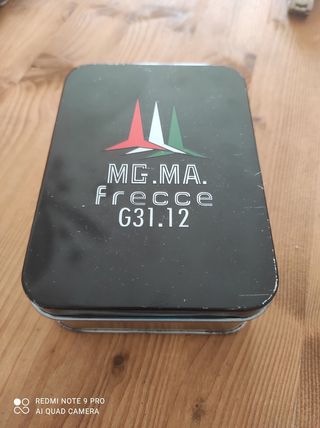 MG.MA.
frecce
G31.12
REDMI NOTE 9 PRO
AI QUAD CAMERA